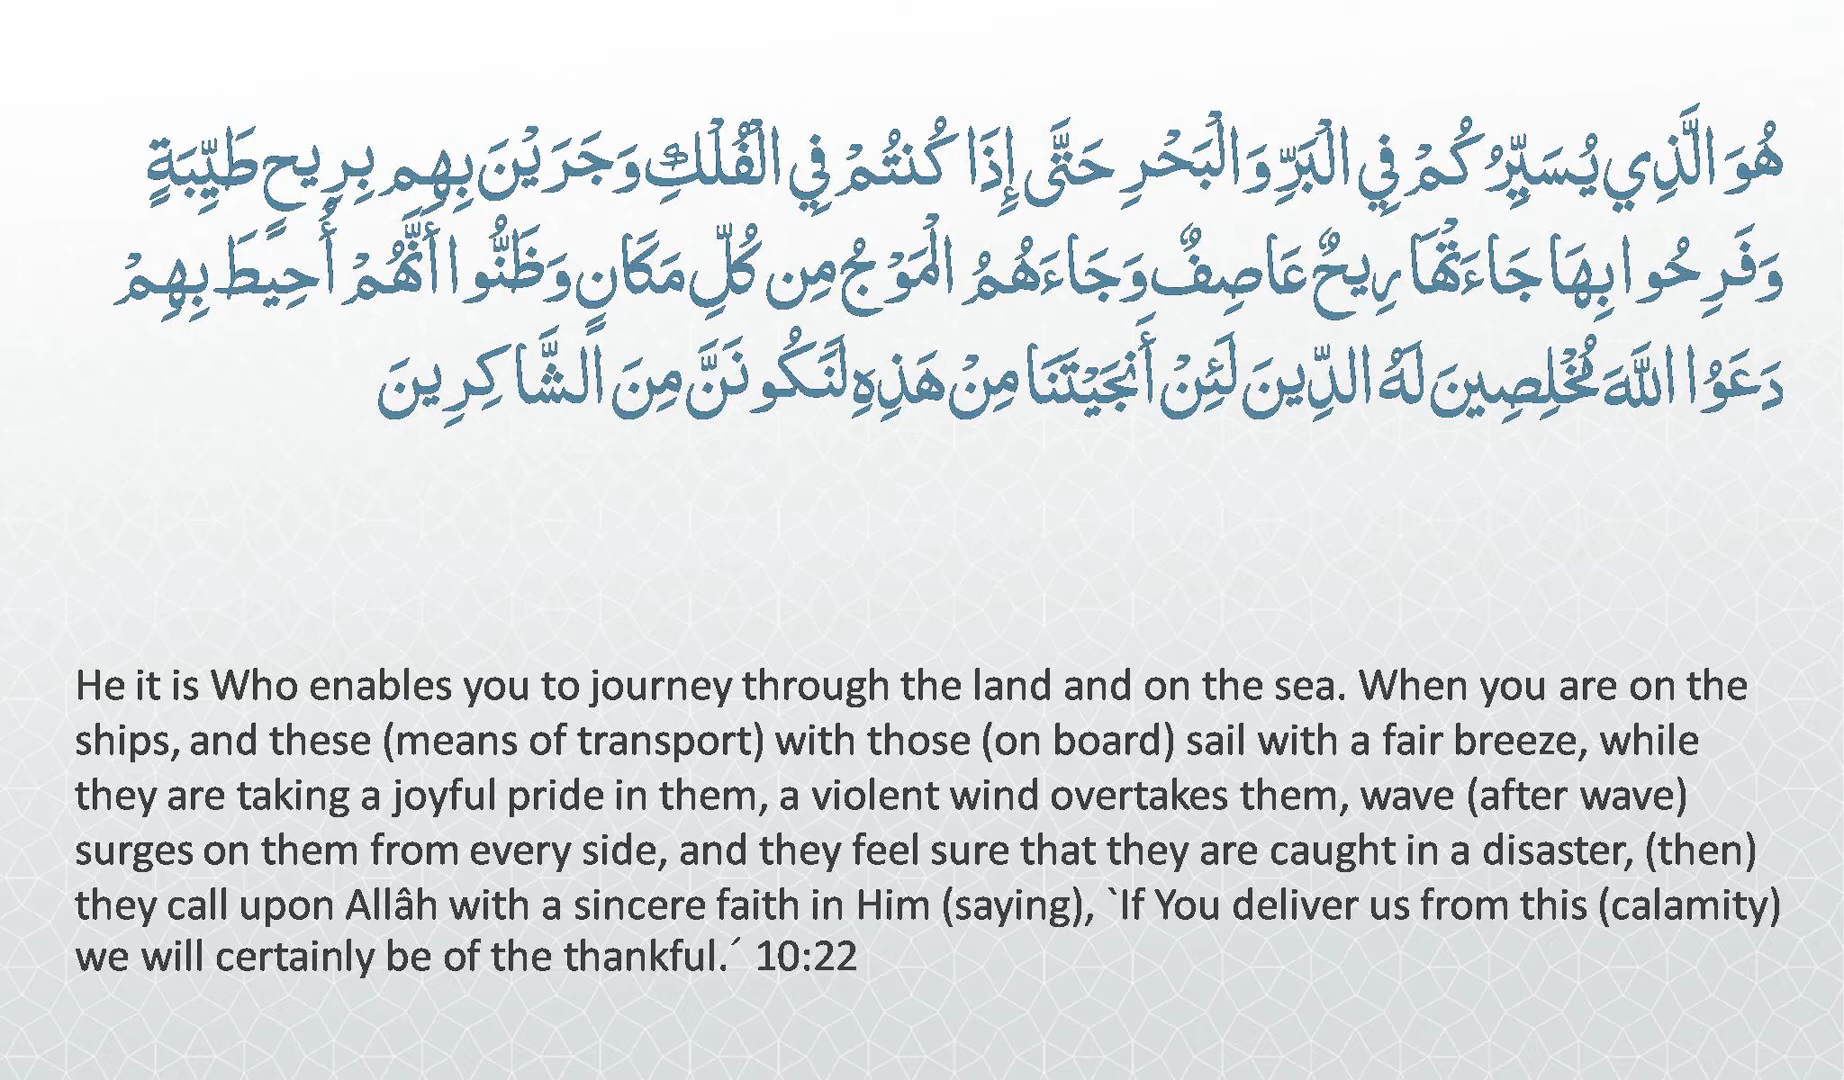 هُوَ الَّذِي يُسَيِّرُكُمْ فِي الْبَرِّ وَالْبَحْرِ حَتَّى إِذَا كُنتُمْ فِي الْفُلْكِ وَجَرَيْنَ بِهِم بِرِيحٍ طَيِّبَةٍ
وَفَرِحُوا بِهَا جَاءَتْهَا رِيحٌ عَاصِفٌ وَجَاءَهُمُ الْمَوْجُ مِن كُلِّ مَكَانٍ وَظَنُّوا أَنَّهُمْ أُحِيطَ بِهِمْ
دَعَوُا اللَّهَ مُخْلِصِينَ لَهُ الدِّينَ لَئِنْ أَنجَيْتَنَا مِنْ هَذِهِ لَنَكُونَنَّ مِنَ الشَّاكِرِينَ
He it is Who enables you to journey through the land and on the sea. When you are on the
ships, and these (means of transport) with those (on board) sail with a fair breeze, while
they are taking a joyful pride in them, a violent wind overtakes them, wave (after wave)
surges on them from every side, and they feel sure that they are caught in a disaster, (then)
they call upon Allâh with a sincere faith in Him (saying), `If You deliver us from this (calamity)
we will certainly be of the thankful.´ 10:22